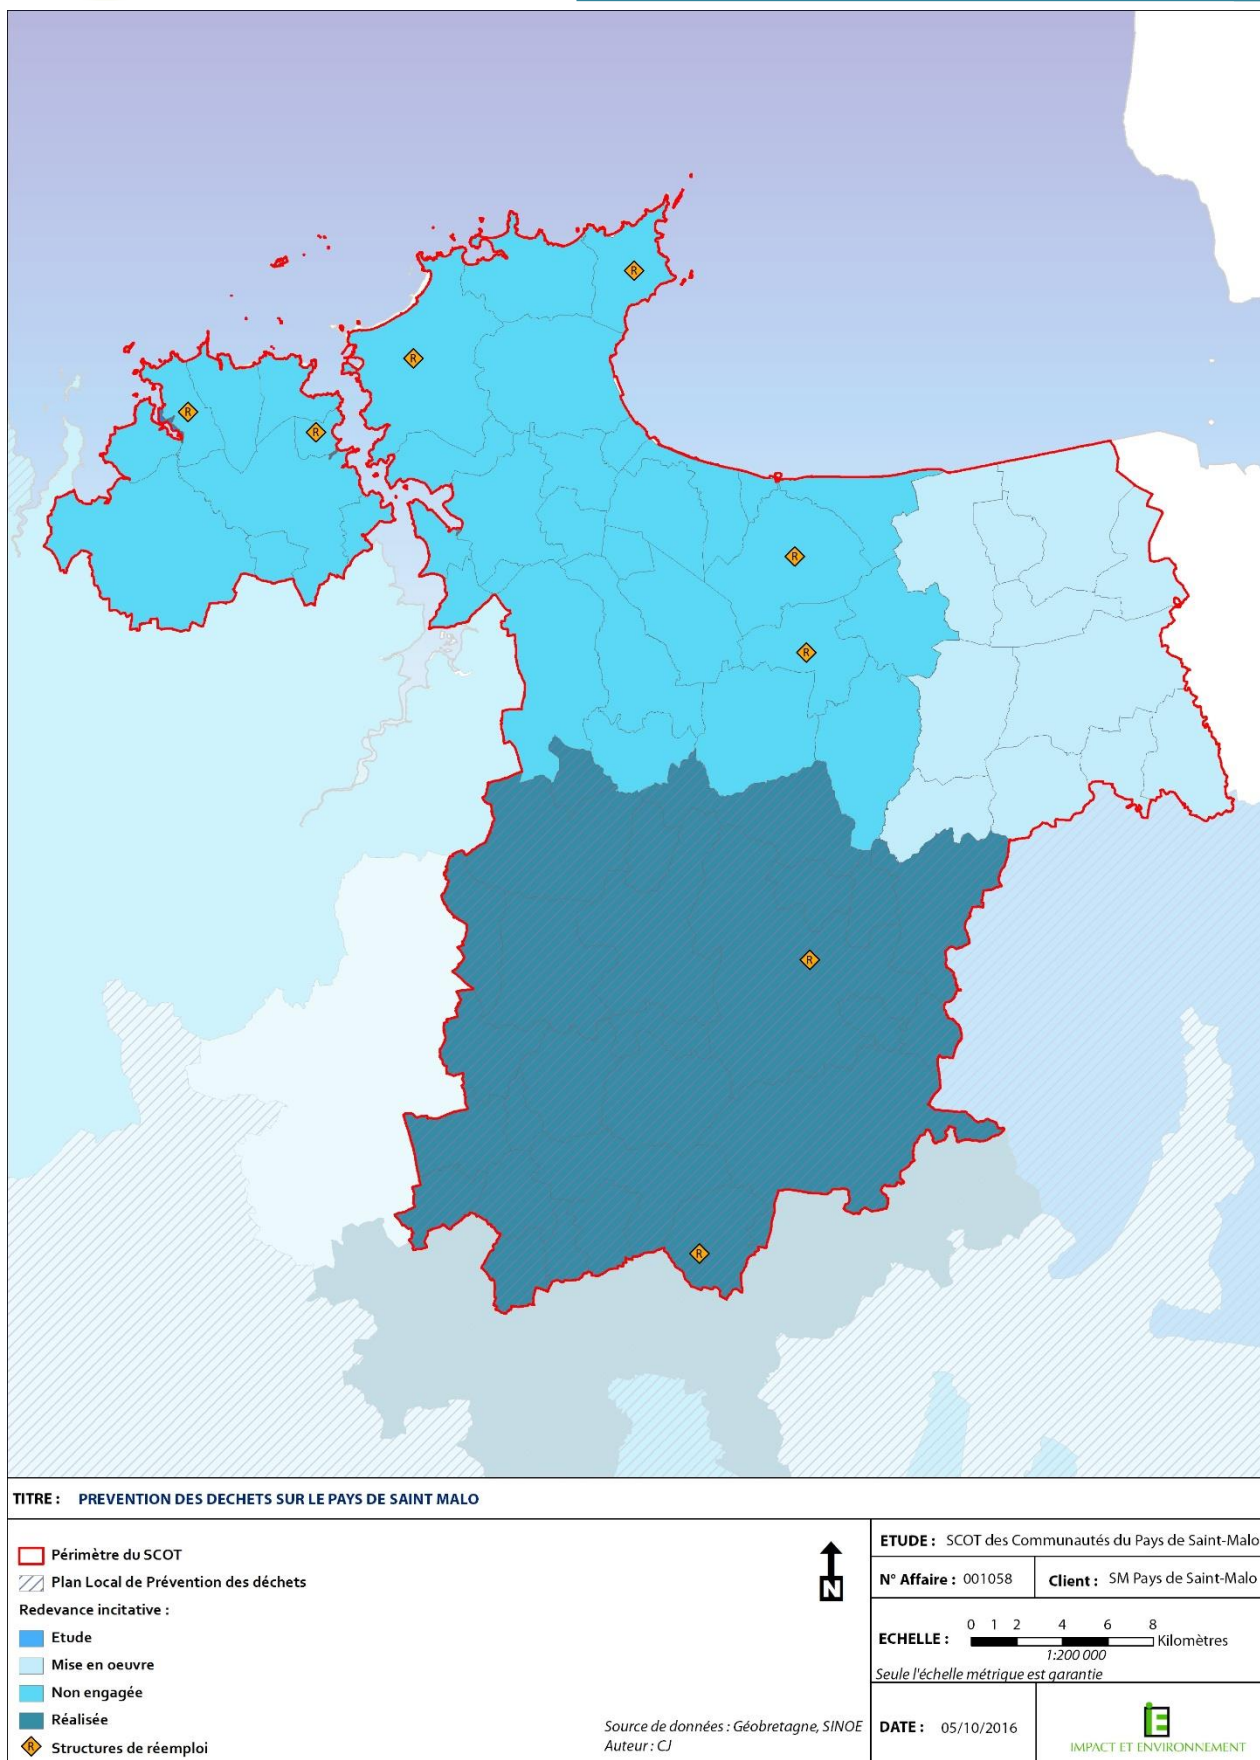 R
R
R
R
R
R
R
R
TITRE : PREVENTION DES DECHETS SUR LE PAYS DE SAINT MALO
Périmètre du SCOT
Plan Local de Prévention des déchets
Redevance incitative :
Etude
Mise en oeuvre
Non engagée
Réalisée
R Structures de réemploi
N
Source de données : Géobretagne, SINOE
Auteur : CJ
ETUDE : SCOT des Communautés du Pays de Saint-Malo
N° Affaire : 001058 Client : SM Pays de Saint-Malo
0 1 2 4 6 8
ECHELLE : Kilomètres
1:200 000
Seule l'échelle métrique est garantie
DATE : 05/10/2016
IE
IMPACT ET ENVIRONNEMENT